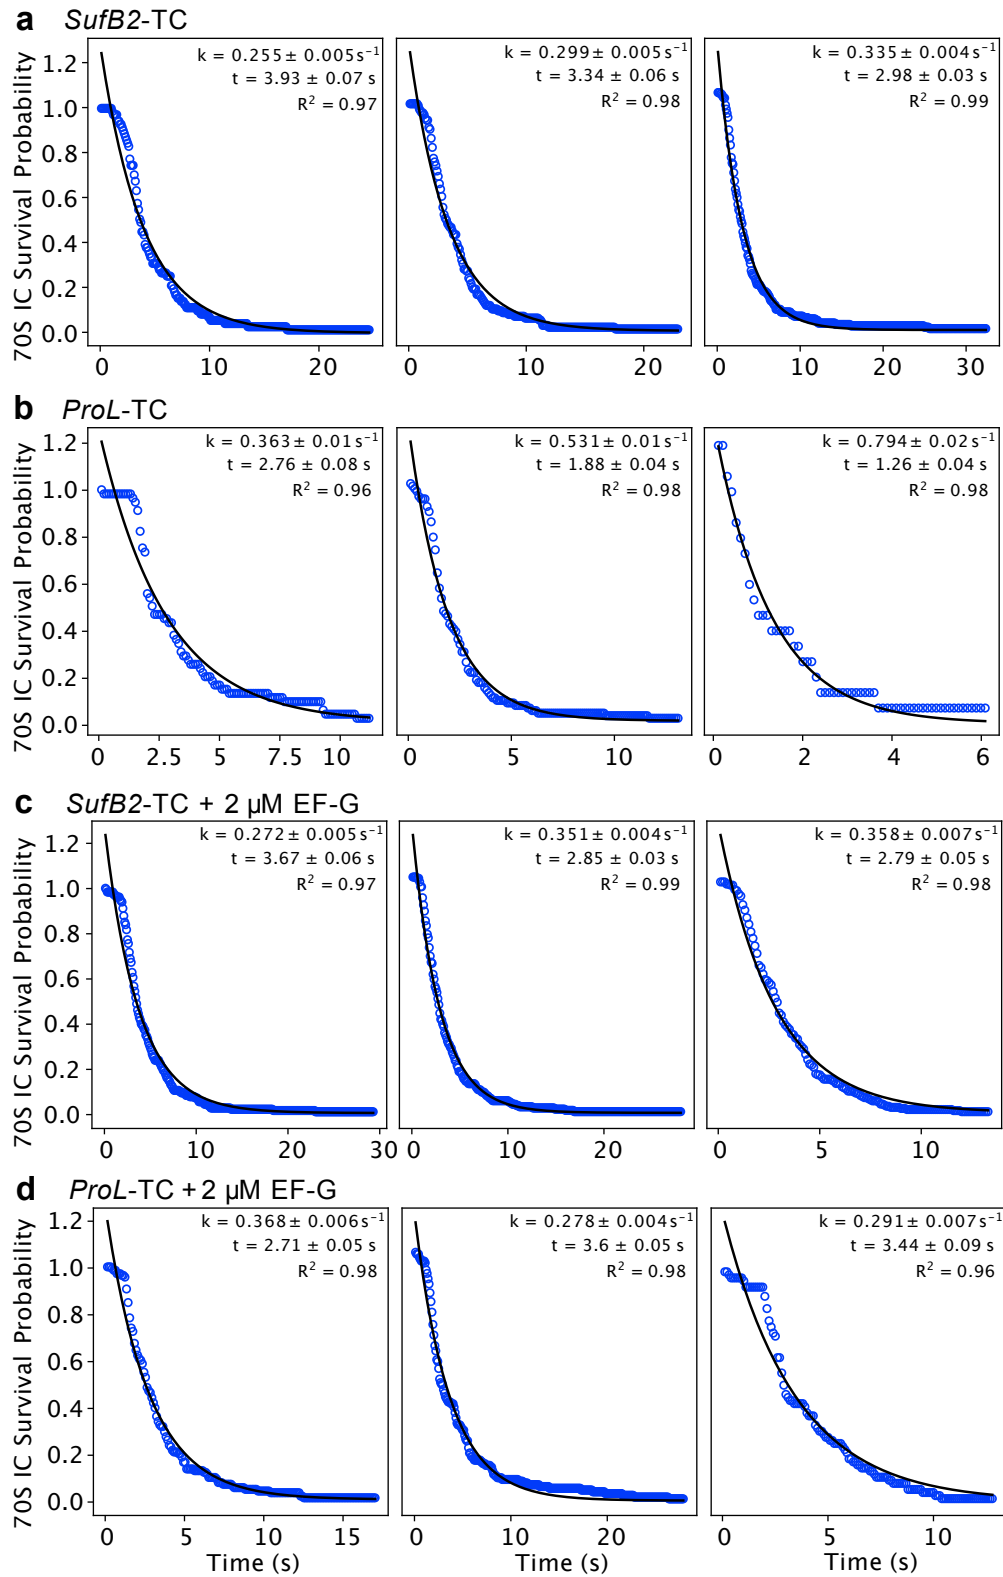 a SufB2-TC
70S IC Survival Probability
1.2
1.0
0.8
0.6
0.4
0.2
0.0
k = 0.255± 0.005s⁻¹
t = 3.93 ± 0.07 s
R² = 0.97
0 10 20
k = 0.299± 0.005s⁻¹
t = 3.34 ± 0.06 s
R² = 0.98
0 10 20
k = 0.335± 0.004s⁻¹
t = 2.98 ± 0.03 s
R² = 0.99
0 10 20 30
b ProL-TC
70S IC Survival Probability
1.2
1.0
0.8
0.6
0.4
0.2
0.0
k = 0.363± 0.01s⁻¹
t = 2.76 ± 0.08 s
R² = 0.96
0 2.5 5 7.5 10
k = 0.531± 0.01s⁻¹
t = 1.88 ± 0.04 s
R² = 0.98
0 5 10
k = 0.794± 0.02s⁻¹
t = 1.26 ± 0.04 s
R² = 0.98
0 2 4 6
c SufB2-TC + 2 µM EF-G
70S IC Survival Probability
1.2
1.0
0.8
0.6
0.4
0.2
0.0
k = 0.272± 0.005s⁻¹
t = 3.67 ± 0.06 s
R² = 0.97
0 10 20 30
k = 0.351± 0.004s⁻¹
t = 2.85 ± 0.03 s
R² = 0.99
0 10 20
k = 0.358± 0.007s⁻¹
t = 2.79 ± 0.05 s
R² = 0.98
0 5 10
d ProL-TC + 2 µM EF-G
70S IC Survival Probability
1.2
1.0
0.8
0.6
0.4
0.2
0.0
k = 0.368± 0.006s⁻¹
t = 2.71 ± 0.05 s
R² = 0.98
0 5 10 15
Time (s)
k = 0.278± 0.004s⁻¹
t = 3.6 ± 0.05 s
R² = 0.98
0 10 20
Time (s)
k = 0.291± 0.007s⁻¹
t = 3.44 ± 0.09 s
R² = 0.96
0 5 10
Time (s)